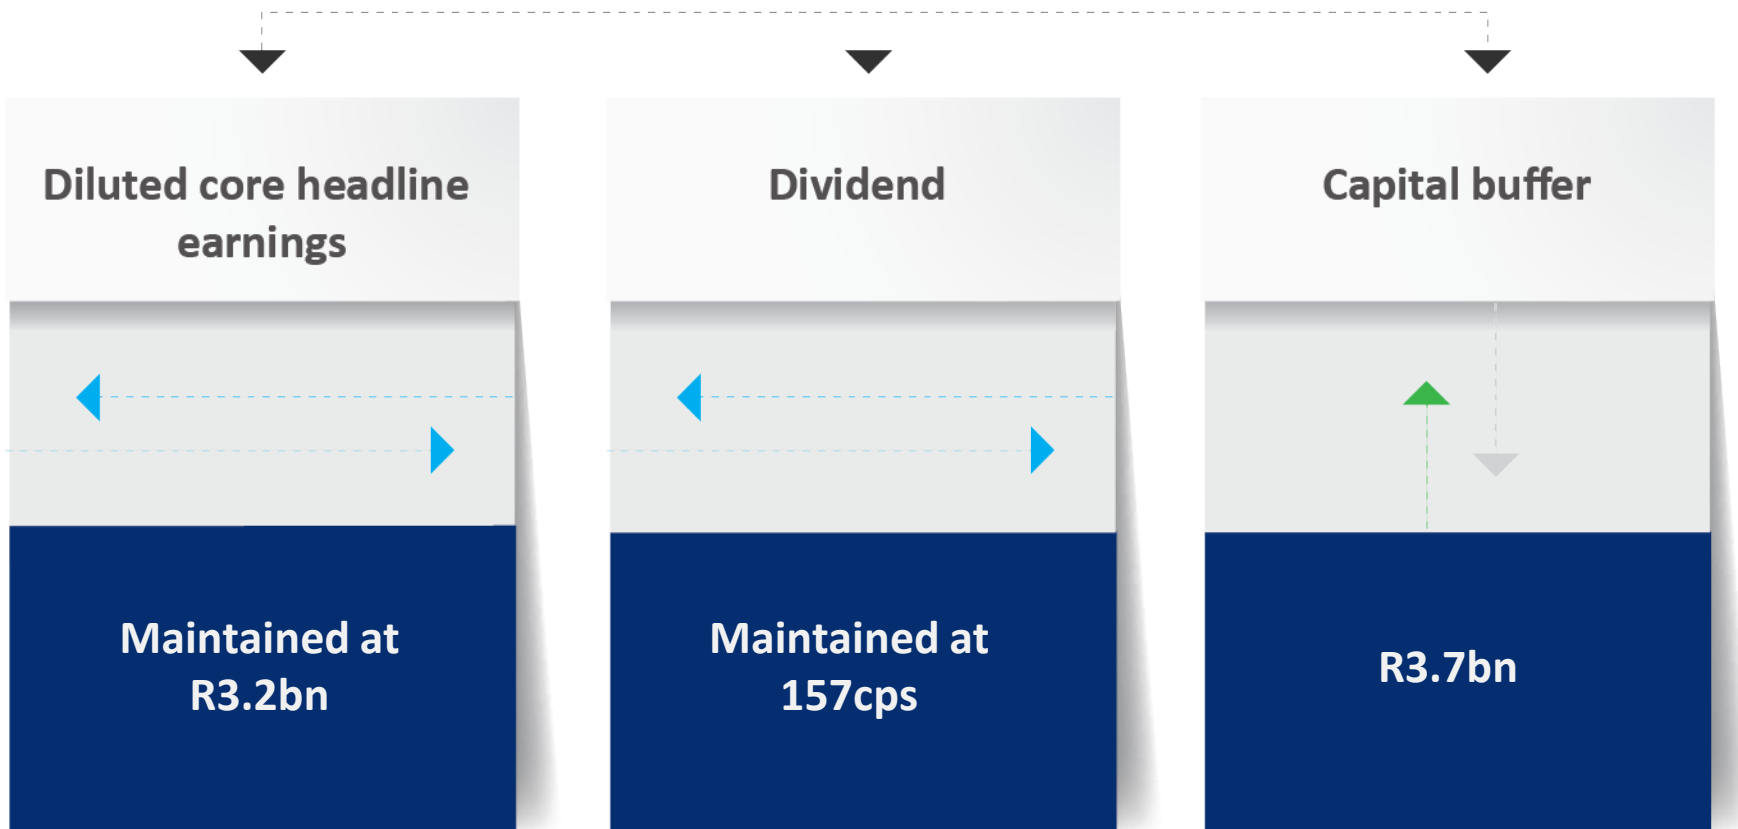 Diluted core headline
earnings
Dividend
Capital buffer
Maintained at
R3.2bn
Maintained at
157cps
R3.7bn